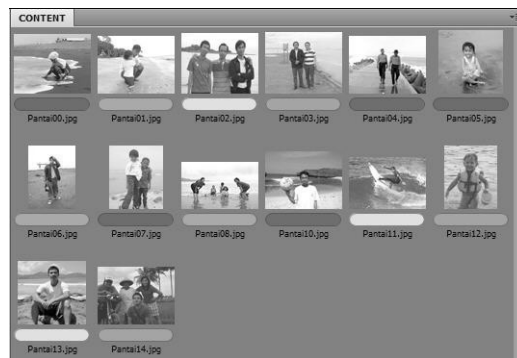 CONTENT
Pantai00.jpg Pantai01.jpg Pantai02.jpg Pantai03.jpg Pantai04.jpg Pantai05.jpg
Pantai06.jpg Pantai07.jpg Pantai08.jpg Pantai10.jpg Pantai11.jpg Pantai12.jpg
Pantai13.jpg Pantai14.jpg